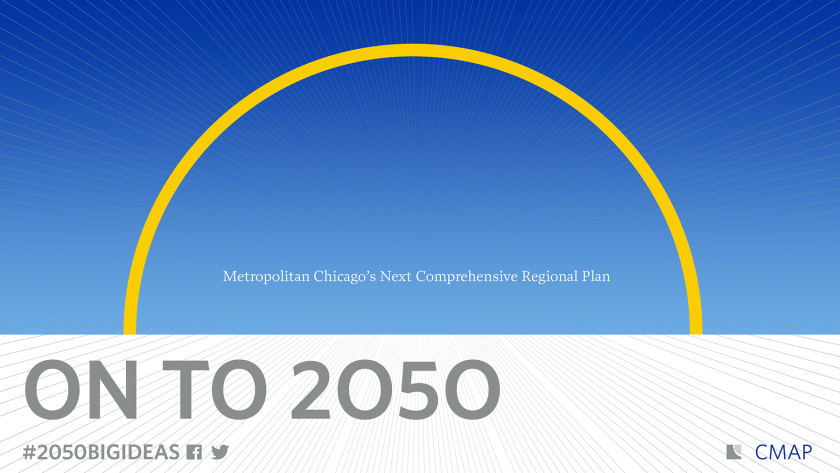 Metropolitan Chicago’s Next Comprehensive Regional Plan
ON TO 2050
#2050BIGIDEAS
CMAP